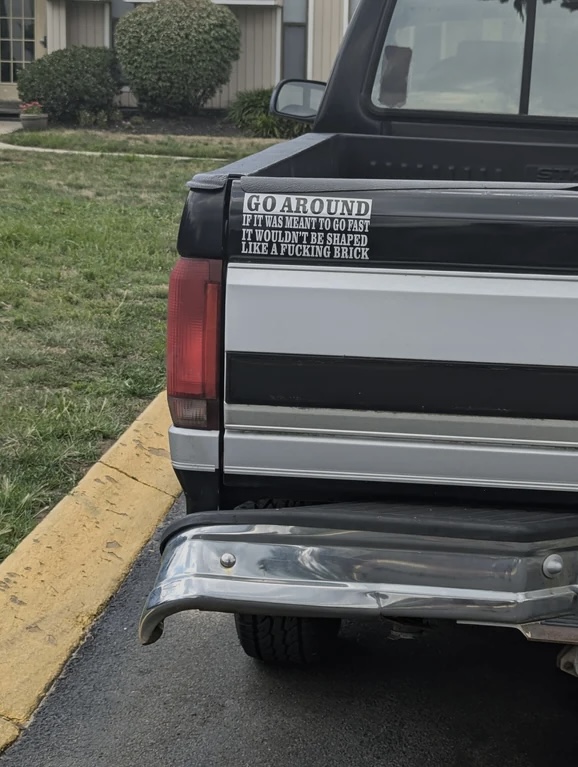 GO AROUND
IF IT WAS MEANT TO GO FAST
IT WOULDN'T BE SHAPED
LIKE A FUCKING BRICK